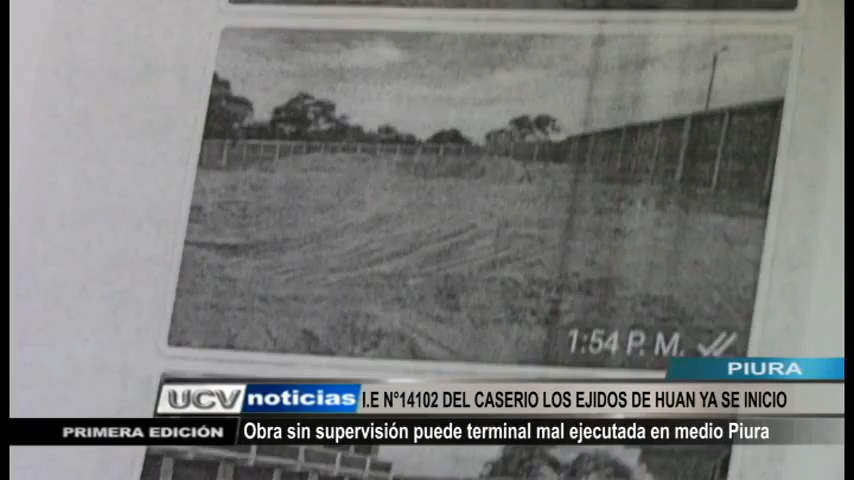 1:54 P. M.
PIURA
UCV noticias I.E N°14102 DEL CASERIO LOS EJIDOS DE HUAN YA SE INICIO
PRIMERA EDICIÓN Obra sin supervisión puede terminal mal ejecutada en medio Piura